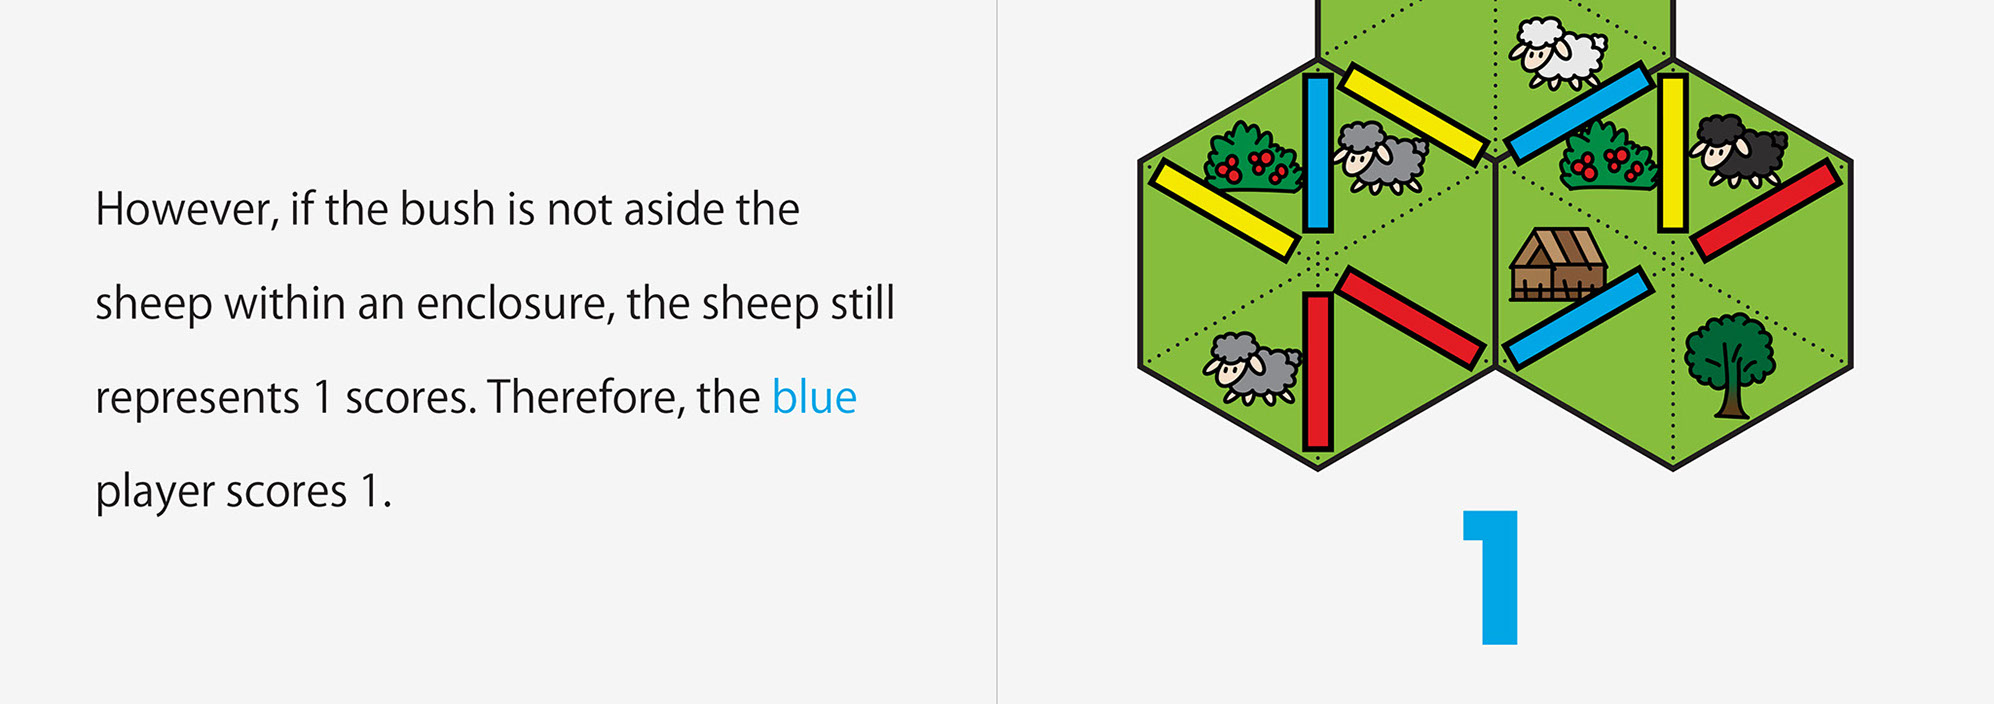 However, if the bush is not aside the
sheep within an enclosure, the sheep still
represents 1 scores. Therefore, the blue
player scores 1.
1